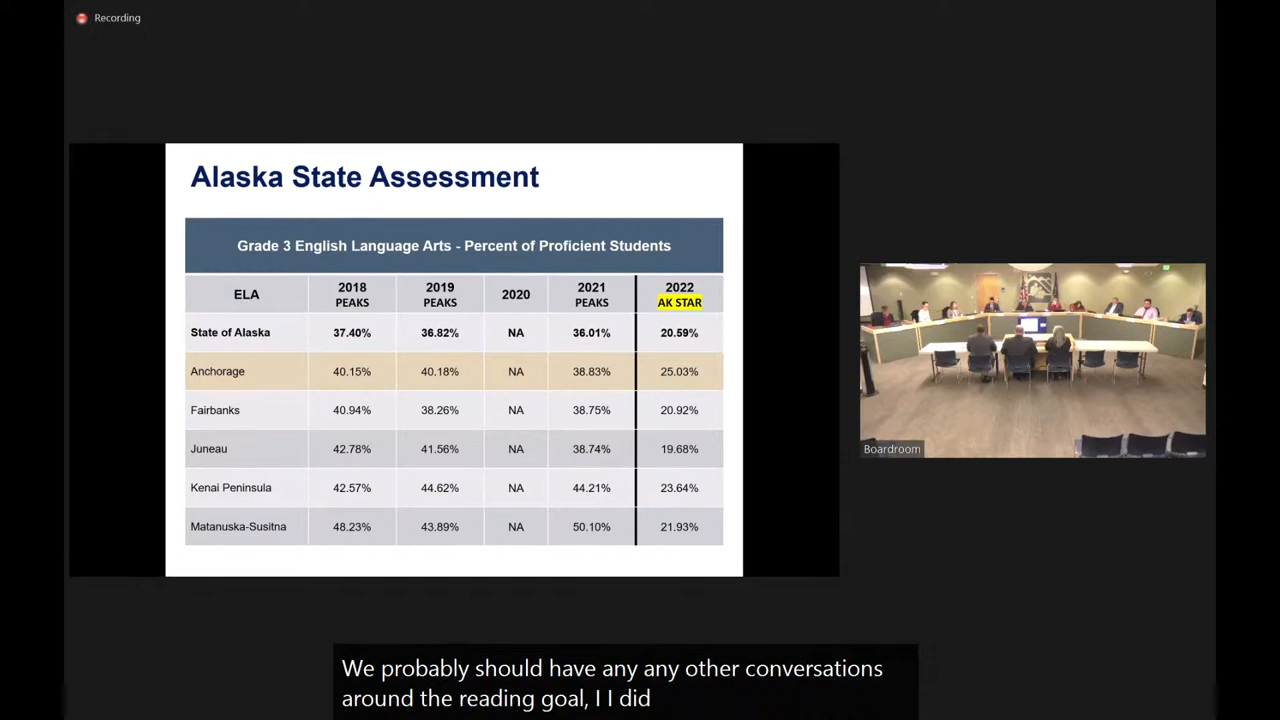 Recording
Alaska State Assessment
Grade 3 English Language Arts - Percent of Proficient Students
ELA 2018 PEAKS 2019 PEAKS 2020 2021 PEAKS 2022 AK STAR
State of Alaska 37.40% 36.82% NA 36.01% 20.59%
Anchorage 40.15% 40.18% NA 38.83% 25.03%
Fairbanks 40.94% 38.26% NA 38.75% 20.92%
Juneau 42.78% 41.56% NA 38.74% 19.68%
Kenai Peninsula 42.57% 44.62% NA 44.21% 23.64%
Matanuska-Susitna 48.23% 43.89% NA 50.10% 21.93%
Boardroom
We probably should have any any other conversations
around the reading goal, I I did